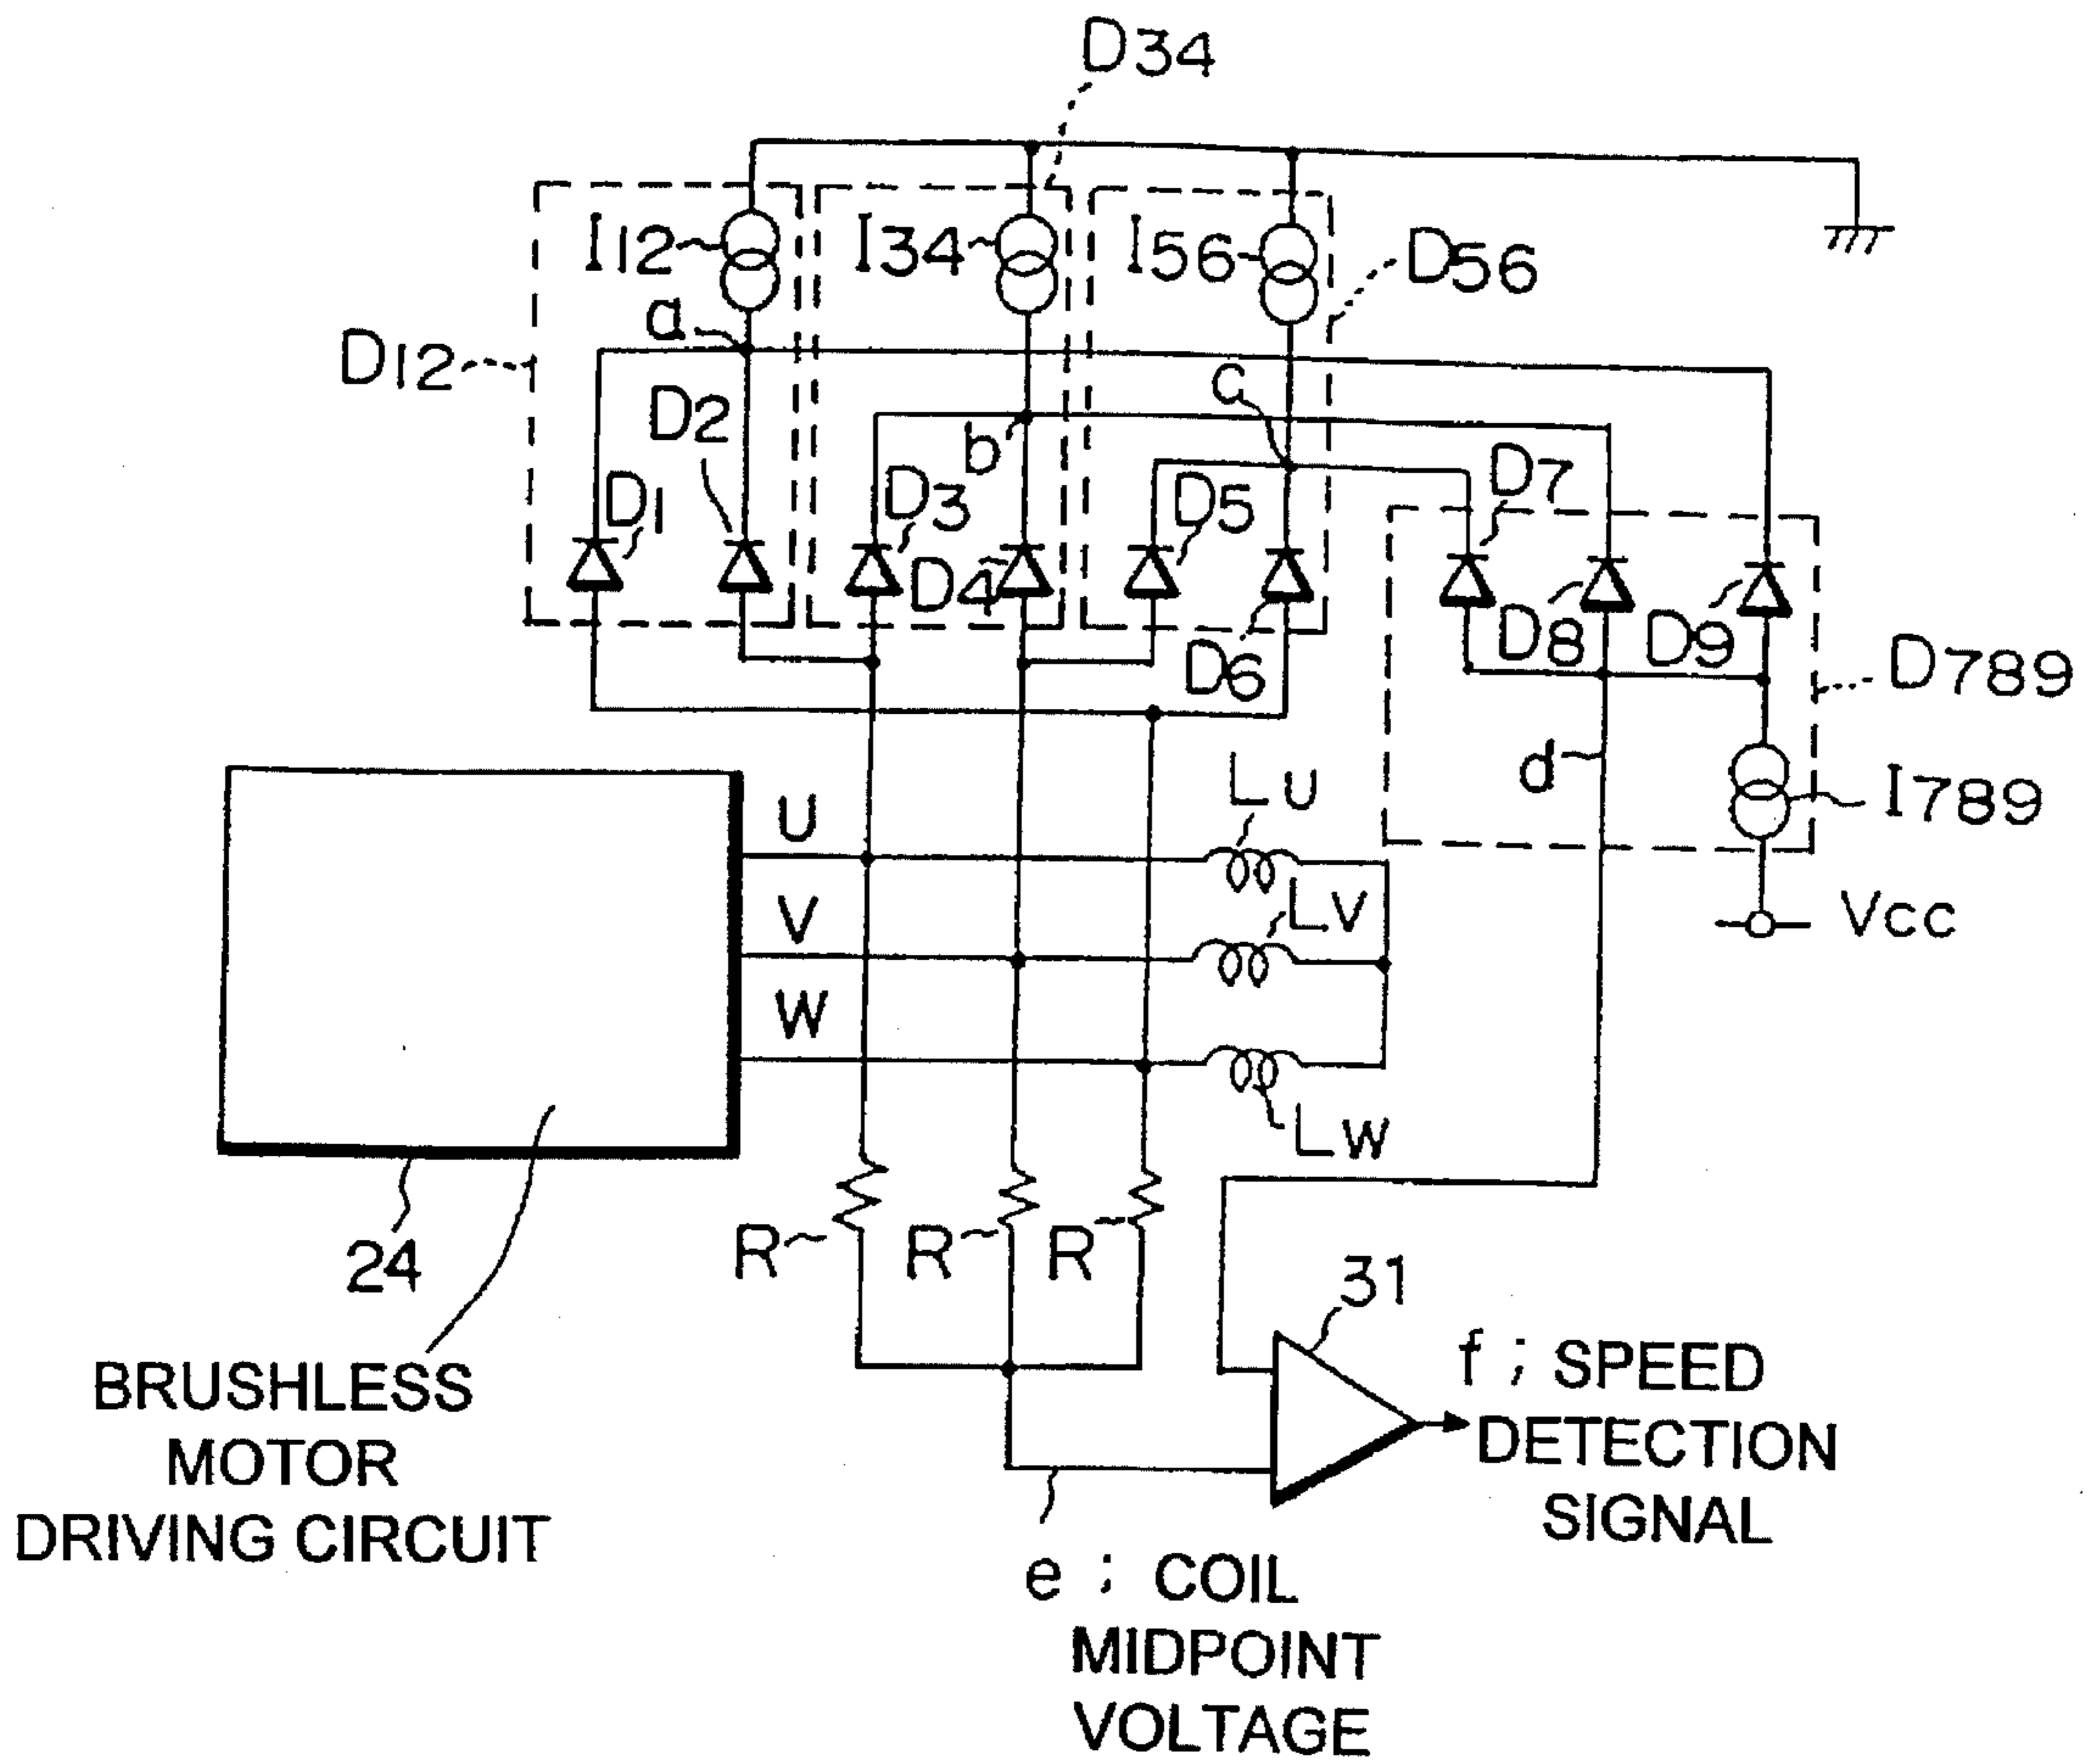 D34
I12
I34
I56
D56
a
D12
D2
b
c
D1
D3
D4
D5
D6
D7
D8
D9
D789
d
I789
U
LU
V
LV
Vcc
W
LW
R
R
R
24
31
BRUSHLESS
MOTOR
DRIVING CIRCUIT
f ; SPEED
DETECTION
SIGNAL
e ; COIL
MIDPOINT
VOLTAGE